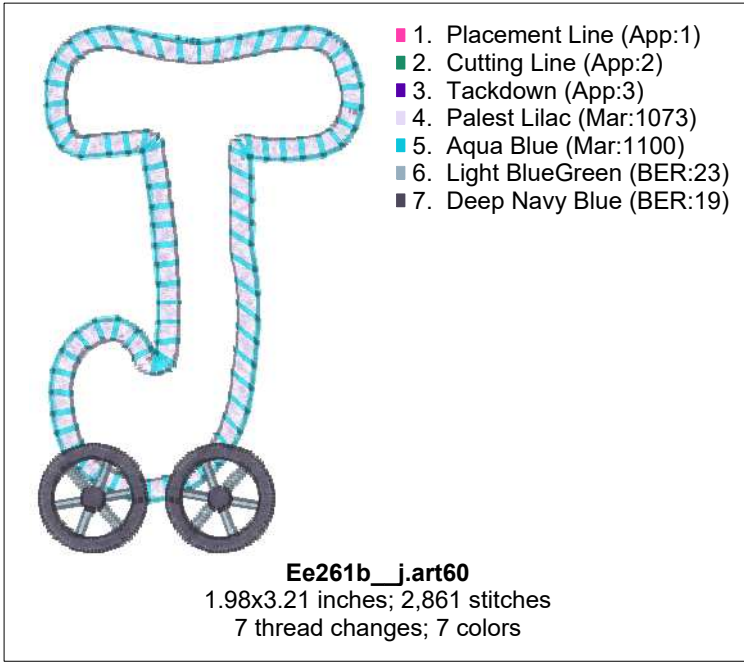 1. Placement Line (App:1)
2. Cutting Line (App:2)
3. Tackdown (App:3)
4. Palest Lilac (Mar:1073)
5. Aqua Blue (Mar:1100)
6. Light BlueGreen (BER:23)
7. Deep Navy Blue (BER:19)
Ee261b__j.art60
1.98x3.21 inches; 2,861 stitches
7 thread changes; 7 colors